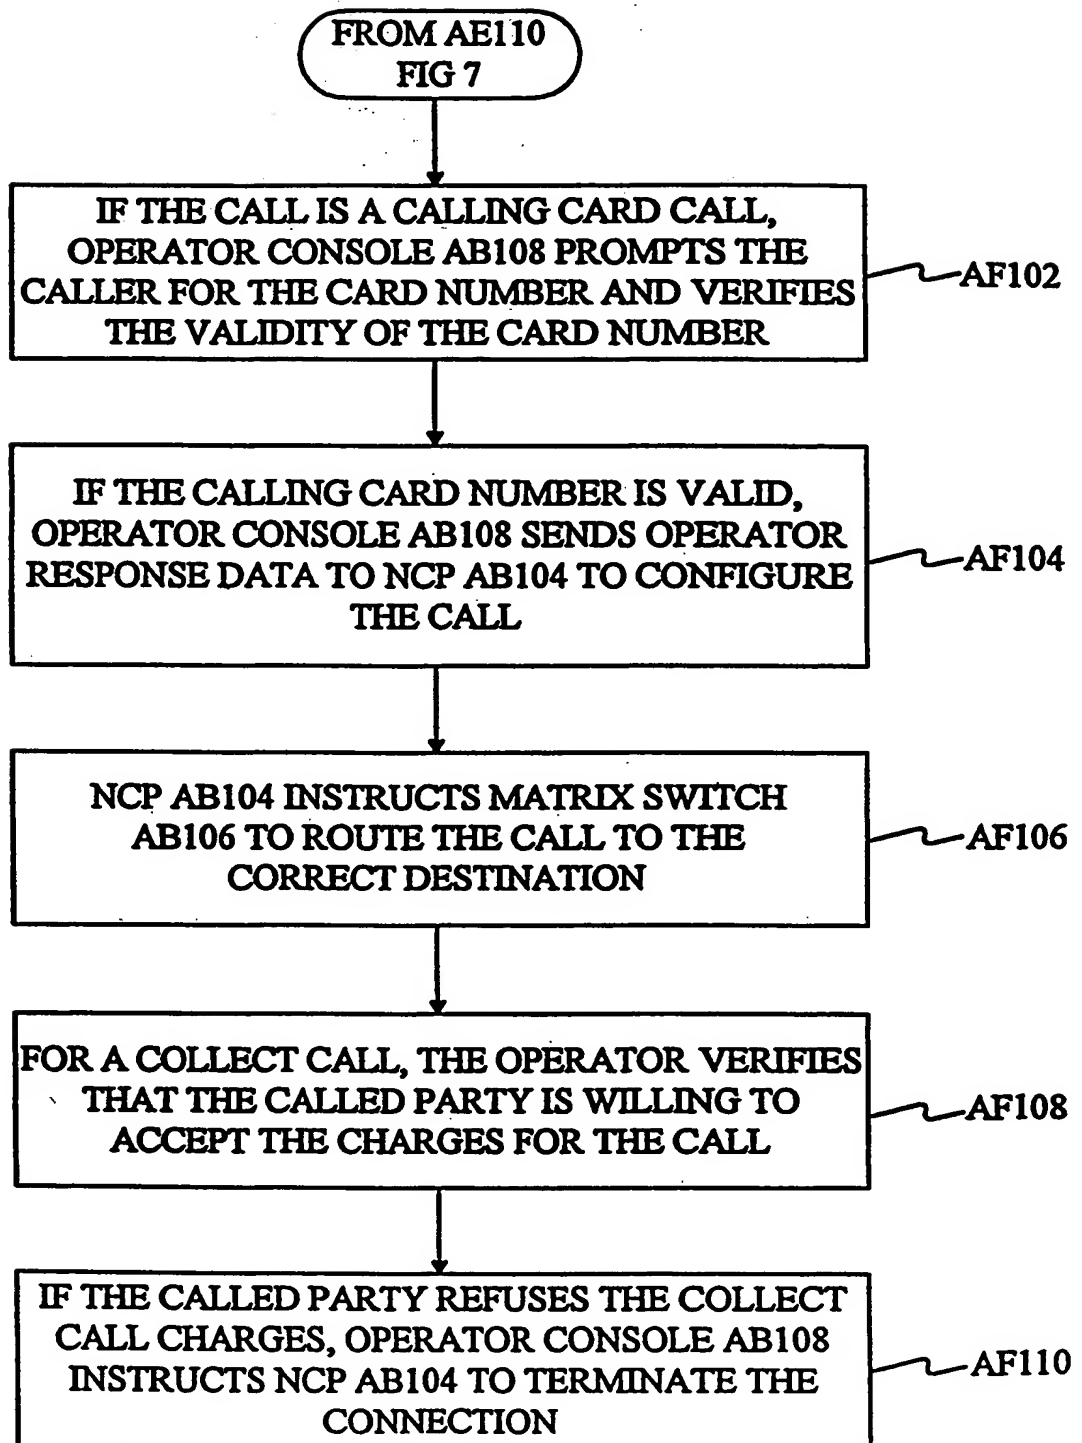 FROM AE110
FIG 7
IF THE CALL IS A CALLING CARD CALL,
OPERATOR CONSOLE AB108 PROMPTS THE
CALLER FOR THE CARD NUMBER AND VERIFIES
THE VALIDITY OF THE CARD NUMBER
AF102
IF THE CALLING CARD NUMBER IS VALID,
OPERATOR CONSOLE AB108 SENDS OPERATOR
RESPONSE DATA TO NCP AB104 TO CONFIGURE
THE CALL
AF104
NCP AB104 INSTRUCTS MATRIX SWITCH
AB106 TO ROUTE THE CALL TO THE
CORRECT DESTINATION
AF106
FOR A COLLECT CALL, THE OPERATOR VERIFIES
THAT THE CALLED PARTY IS WILLING TO
ACCEPT THE CHARGES FOR THE CALL
AF108
IF THE CALLED PARTY REFUSES THE COLLECT
CALL CHARGES, OPERATOR CONSOLE AB108
INSTRUCTS NCP AB104 TO TERMINATE THE
CONNECTION
AF110